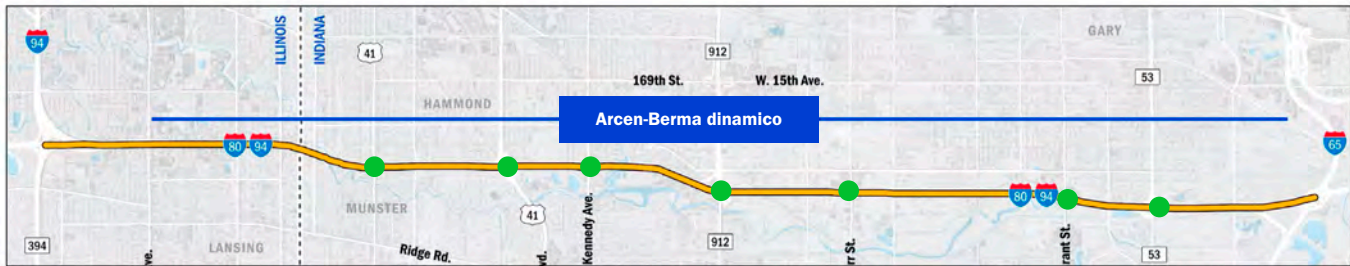 94
ILLINOIS
INDIANA
41
912
GARY
53
169th St.
W. 15th Ave.
HAMMOND
Arcen-Berma dinamico
80
94
65
80
94
MUNSTER
41
Kennedy Ave.
394
LANSING
Ridge Rd.
912
53